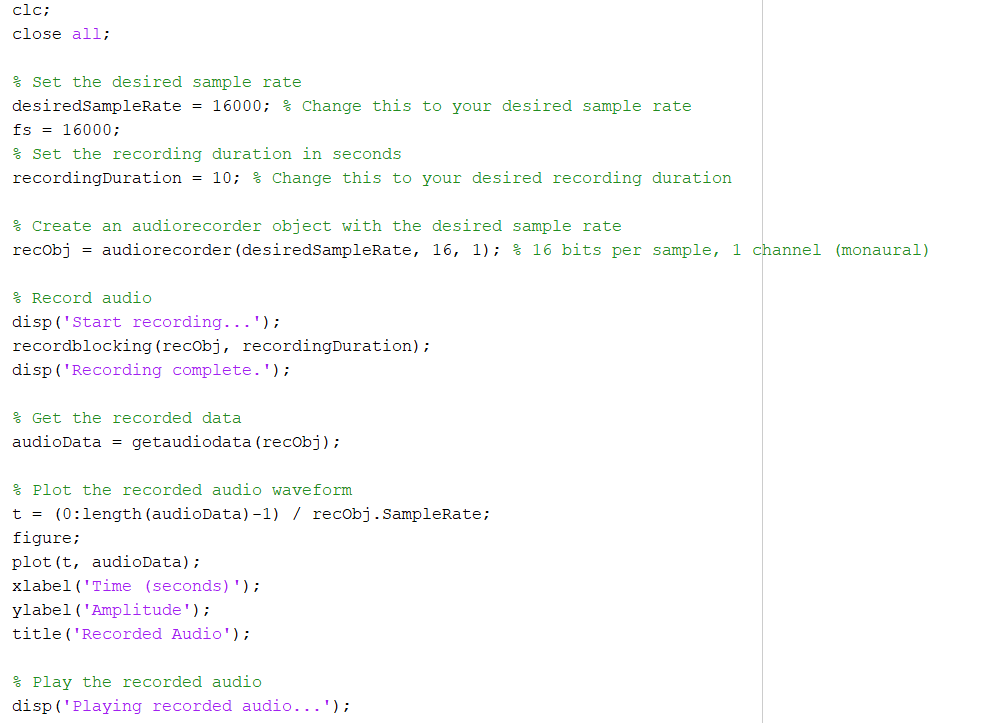 clc;
close all;
% Set the desired sample rate
desiredSampleRate = 16000; % Change this to your desired sample rate
fs = 16000;
% Set the recording duration in seconds
recordingDuration = 10; % Change this to your desired recording duration
% Create an audiorecorder object with the desired sample rate
recObj = audiorecorder(desiredSampleRate, 16, 1); % 16 bits per sample, 1 channel (monaural)
% Record audio
disp('Start recording...');
recordblocking(recObj, recordingDuration);
disp('Recording complete.');
% Get the recorded data
audioData = getaudiodata(recObj);
% Plot the recorded audio waveform
t = (0:length(audioData)-1) / recObj.SampleRate;
figure;
plot(t, audioData);
xlabel('Time (seconds)');
ylabel('Amplitude');
title('Recorded Audio');
% Play the recorded audio
disp('Playing recorded audio...');